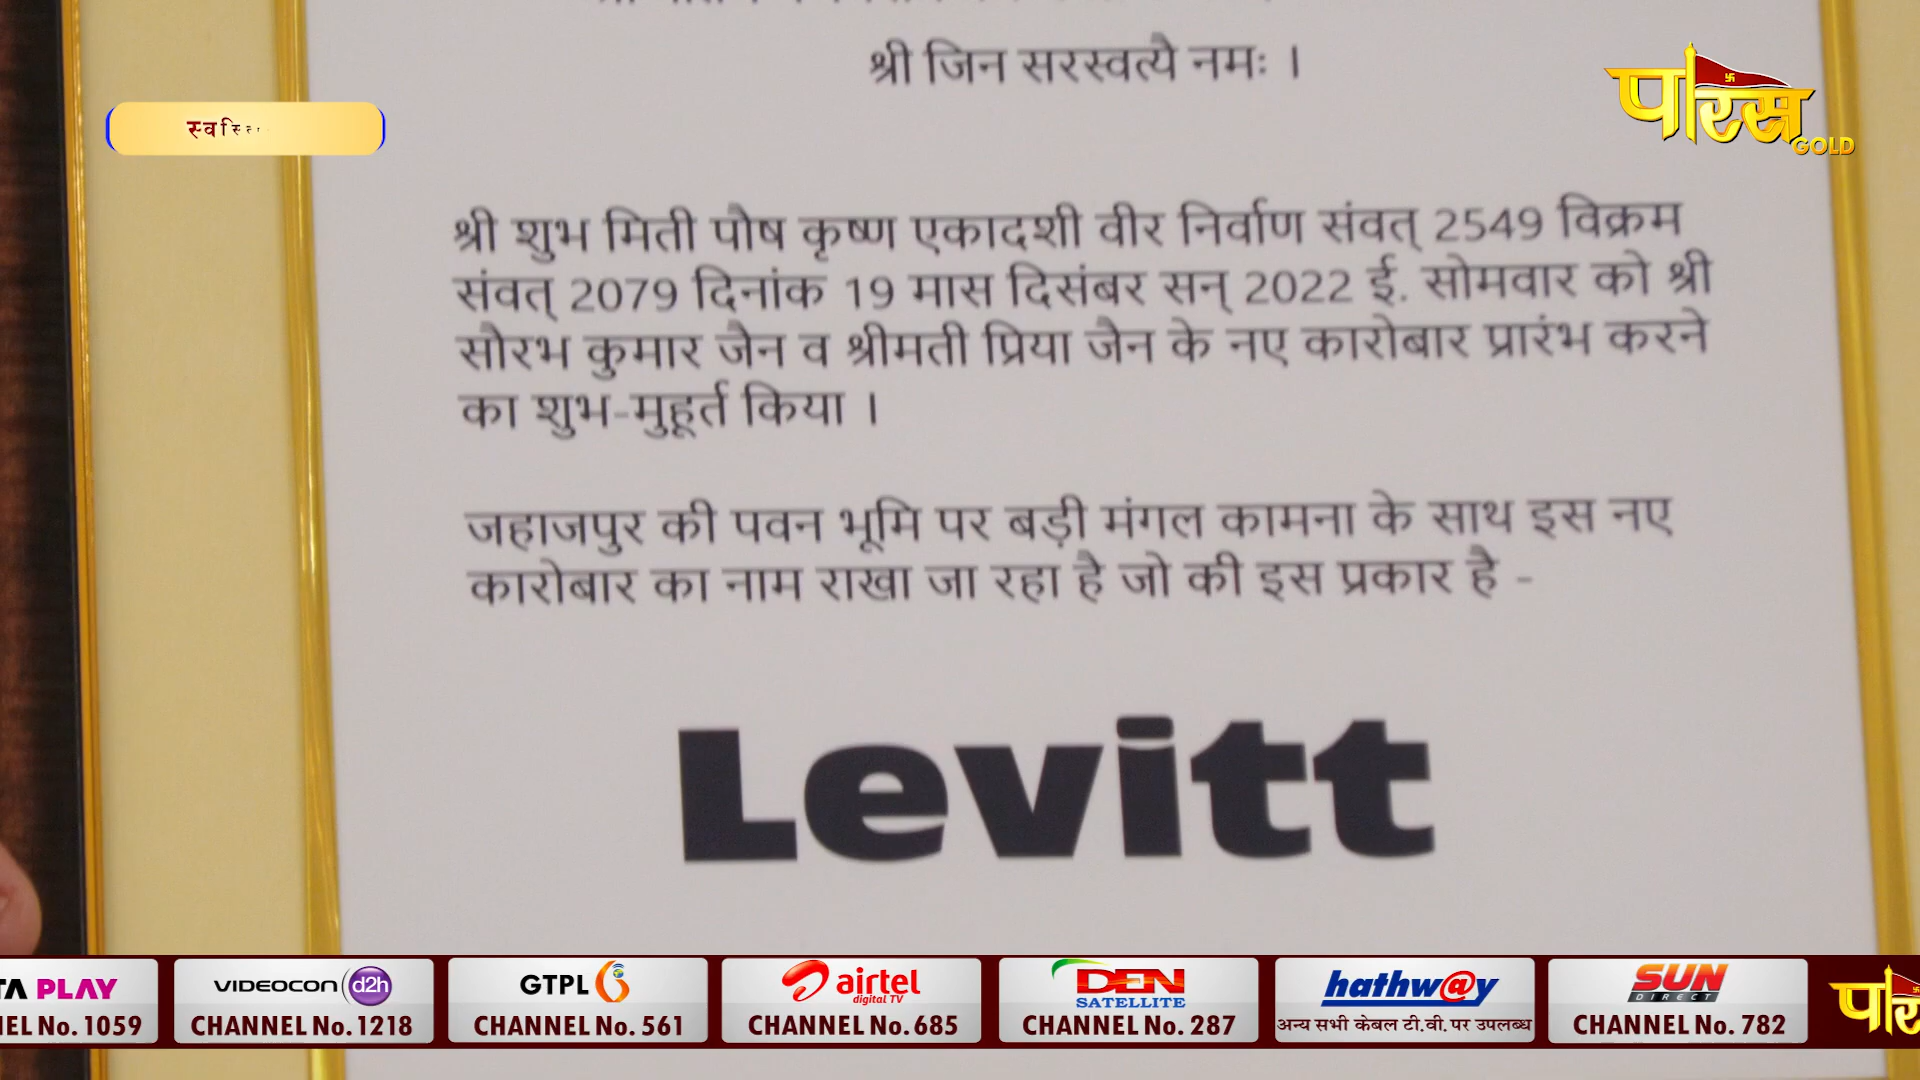 श्री जिन सरस्वत्यै नमः ।
पारस
GOLD
श्री शुभ मिती पौष कृष्ण एकादशी वीर निर्वाण संवत् 2549 विक्रम
संवत् 2079 दिनांक 19 मास दिसंबर सन् 2022 ई. सोमवार को श्री
सौरभ कुमार जैन व श्रीमती प्रिया जैन के नए कारोबार प्रारंभ करने
का शुभ-मुहूर्त किया ।
जहाजपुर की पवन भूमि पर बड़ी मंगल कामना के साथ इस नए
कारोबार का नाम राखा जा रहा है जो की इस प्रकार है -
Levitt
TA PLAY
NEL No. 1059
VIDEOCON d2h
CHANNEL No. 1218
GTPL
CHANNEL No. 561
airtel
digital TV
CHANNEL No. 685
DEN
SATELLITE
CHANNEL No. 287
hathw@y
अन्य सभी केबल टी.वी. पर उपलब्ध
SUN
DIRECT
CHANNEL No. 782